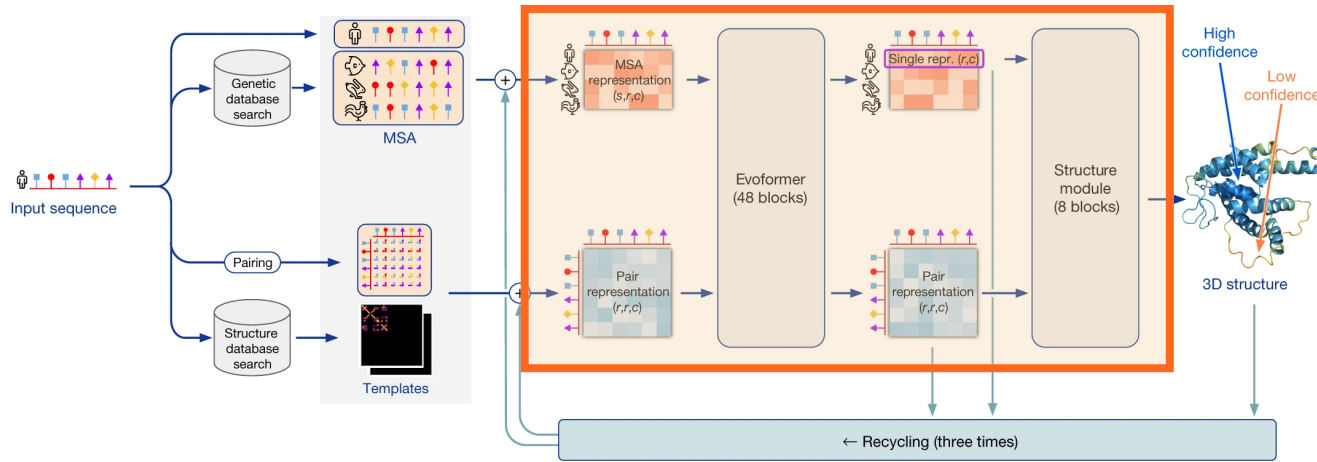 Genetic
database
search
MSA
Input sequence
Pairing
Structure
database
search
Templates
MSA
representation
(s,r,c)
Pair
representation
(r,r,c)
Evoformer
(48 blocks)
Single repr. (r,c)
Pair
representation
(r,r,c)
Structure
module
(8 blocks)
High
confidence
Low
confidence
3D structure
← Recycling (three times)